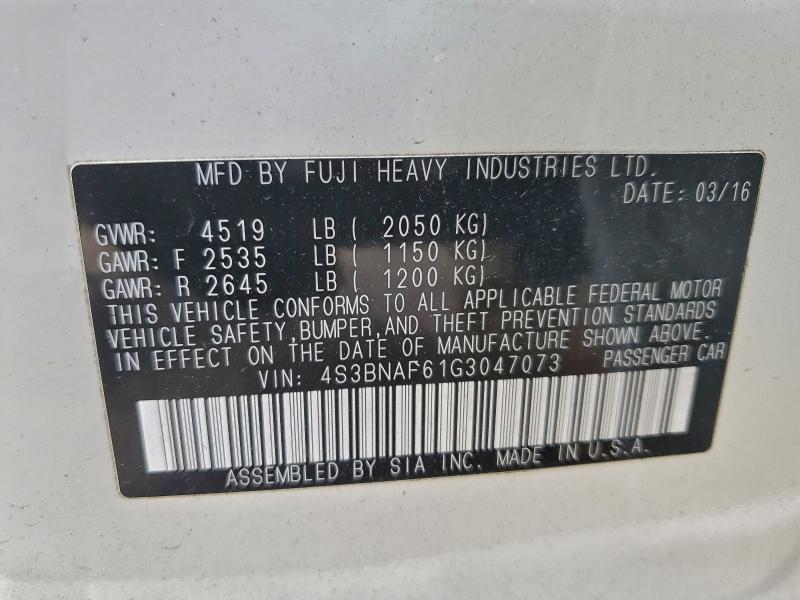 MFD BY FUJI HEAVY INDUSTRIES LTD.
DATE: 03/16
GVWR: 4519 LB ( 2050 KG)
GAWR: F 2535 LB ( 1150 KG)
GAWR: R 2645 LB ( 1200 KG)
THIS VEHICLE CONFORMS TO ALL APPLICABLE FEDERAL MOTOR
VEHICLE SAFETY,BUMPER,AND THEFT PREVENTION STANDARDS
IN EFFECT ON THE DATE OF MANUFACTURE SHOWN ABOVE.
VIN: 4S3BNAF61G3047073 PASSENGER CAR
ASSEMBLED BY SIA INC. MADE IN U.S.A.